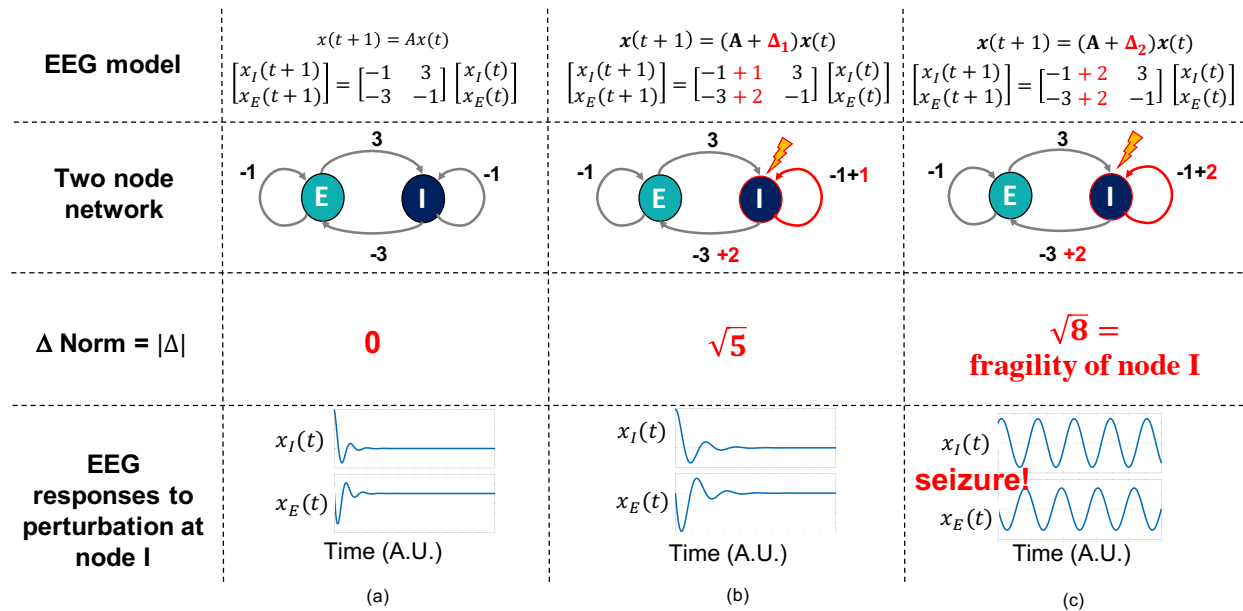 EEG model
x(t + 1) = Ax(t)
[x_I(t + 1) x_E(t + 1)] = [−1 3 −3 −1] [x_I(t) x_E(t)]
x(t + 1) = (A + Δ₁)x(t)
[x_I(t + 1) x_E(t + 1)] = [−1 + 1 3 −3 + 2 −1] [x_I(t) x_E(t)]
x(t + 1) = (A + Δ₂)x(t)
[x_I(t + 1) x_E(t + 1)] = [−1 + 2 3 −3 + 2 −1] [x_I(t) x_E(t)]
Two node
network
3
-1
E
I
-1
-3
3
-1
E
I
-1+1
-3 +2
3
-1
E
I
-1+2
-3 +2
Δ Norm = |Δ|
0
√5
√8 =
fragility of node I
EEG
responses to
perturbation at
node I
x_I(t)
x_E(t)
Time (A.U.)
x_I(t)
x_E(t)
Time (A.U.)
x_I(t)
seizure!
x_E(t)
Time (A.U.)
(a)
(b)
(c)